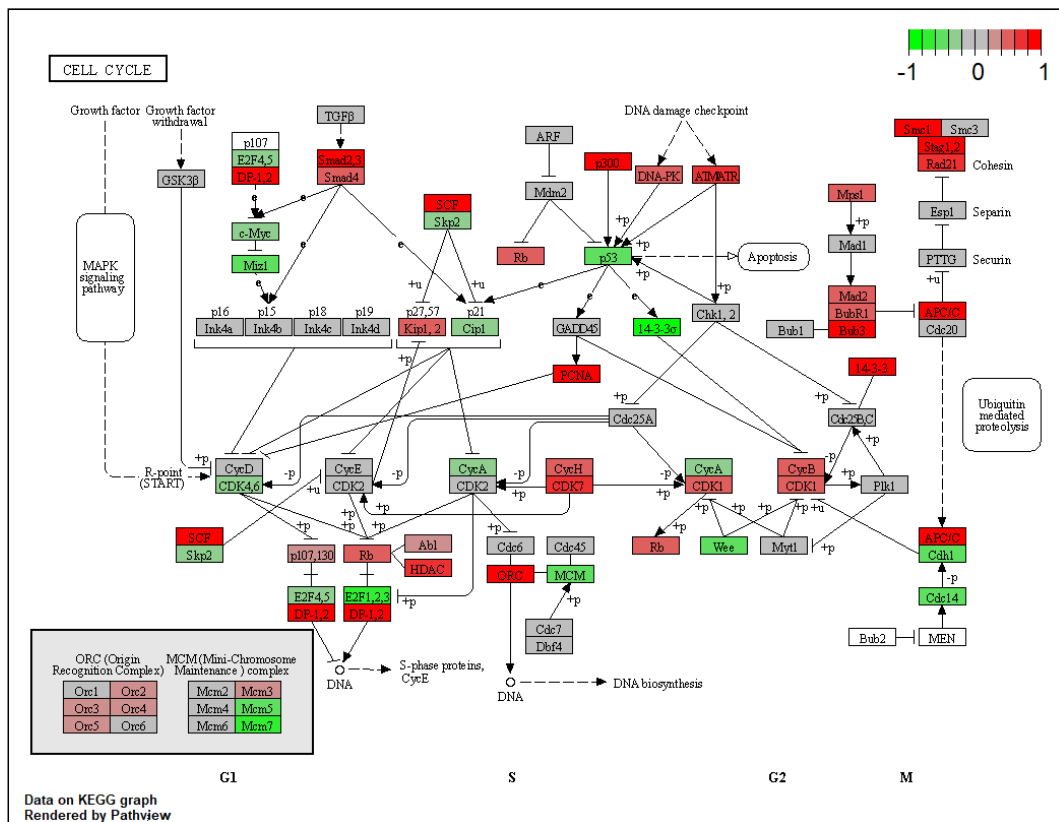 CELL CYCLE
-1 0 1
Growth factor
Growth factor
withdrawal
GSK3β
MAPK
signaling
pathway
p107
E2F4,5
DP-1,2
TGFβ
Smad2,3
Smad4
e
e
e
c-Myc
Miz1
e
SCF
Skp2
+u
+u
ARF
Mdm2
Rb
p300
DNA damage checkpoint
DNA-PK
ATM/ATR
+p
+p
p53
Apoptosis
+p
+p
e
e
e
p16
Ink4a
p15
Ink4b
p18
Ink4c
p19
Ink4d
p27,57
Kip1, 2
p21
Cip1
GADD45
14-3-3σ
Chk1, 2
PCNA
Smc1
Smc3
Stag1,2
Rad21
Cohesin
Mps1
+p
Mad1
Esp1
Separin
PTTG
Securin
+u
Mad2
BubR1
Bub3
Bub1
APC/C
Cdc20
14-3-3
Ubiquitin
mediated
proteolysis
+p
+p
+p
Cdc25A
Cdc25B,C
+p
R-point
(START)
+p
CycD
CDK4,6
-p
+u
CycE
CDK2
-p
+p
CycA
CDK2
-p
+p
CycH
CDK7
-p
+p
CycA
CDK1
CycB
CDK1
-p
+p
+u
Plk1
SCF
Skp2
+p
+p
+p
+p
p107,130
Rb
Abl
HDAC
E2F4,5
DP-1,2
E2F1,2,3
DP-1,2
+p
Cdc6
Cdc45
ORC
MCM
+p
Cdc7
Dbf4
+p
Rb
+p
Wee
+p
Myt1
+p
APC/C
Cdh1
-p
Cdc14
Bub2
MEN
DNA
S-phase proteins,
CycE
DNA
DNA biosynthesis
ORC (Origin
Recognition Complex)
MCM (Mini-Chromosome
Maintenance ) complex
Orc1 Orc2
Orc3 Orc4
Orc5 Orc6
Mcm2 Mcm3
Mcm4 Mcm5
Mcm6 Mcm7
G1 S G2 M
Data on KEGG graph
Rendered by Pathview